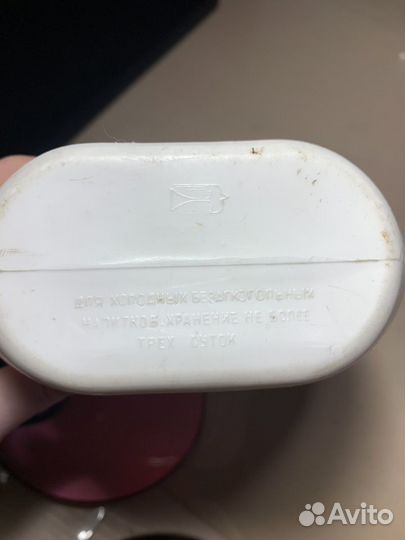 ДЛЯ ХОЛОДНЫХ БЕЗАЛКОГОЛЬНЫХ
НАПИТКОВ. ХРАНЕНИЕ НЕ БОЛЕЕ
ТРЕХ СУТОК
Avito